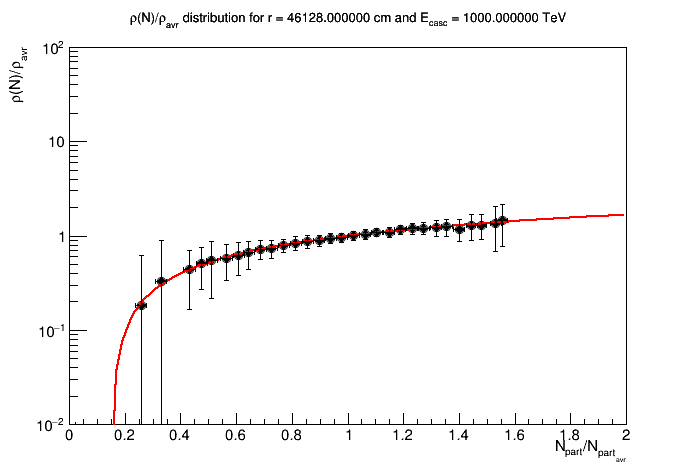 ρ(N)/ρavr distribution for r = 46128.000000 cm and Ecasc = 1000.000000 TeV
ρ(N)/ρavr
10²
10
1
10⁻¹
10⁻²
0 0.2 0.4 0.6 0.8 1 1.2 1.4 1.6 1.8 2
Npart/Npartavr